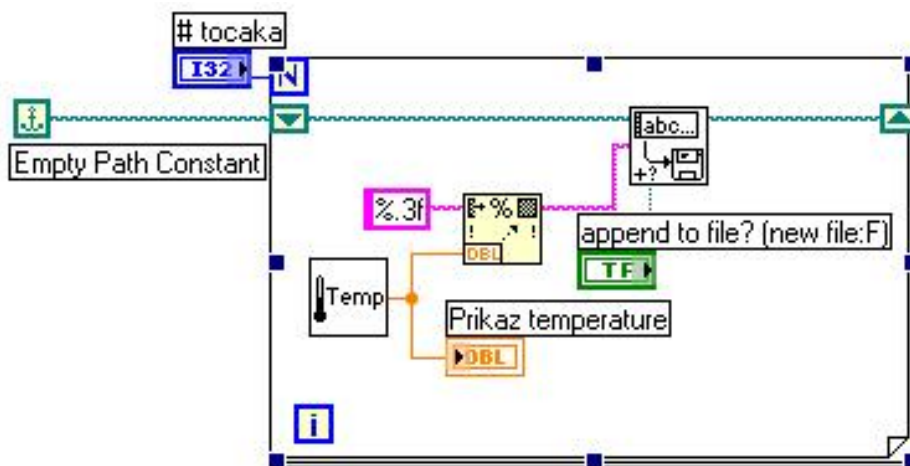 # tocaka
I32
N
Empty Path Constant
abc...
+?
%.3f
%
! !
DBL
append to file? (new file:F)
TF
Temp
Prikaz temperature
DBL
i